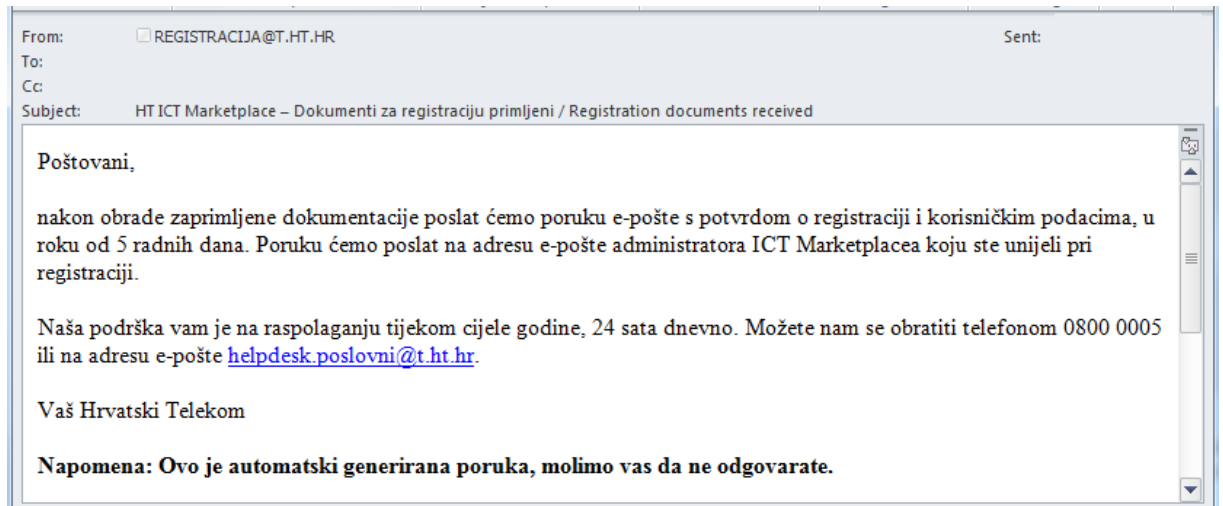 From: REGISTRACIJA@T.HT.HR Sent:
To:
Cc:
Subject: HT ICT Marketplace – Dokumenti za registraciju primljeni / Registration documents received
Poštovani,
nakon obrade zaprimljene dokumentacije poslat ćemo poruku e-pošte s potvrdom o registraciji i korisničkim podacima, u
roku od 5 radnih dana. Poruku ćemo poslat na adresu e-pošte administratora ICT Marketplacea koju ste unijeli pri
registraciji.
Naša podrška vam je na raspolaganju tijekom cijele godine, 24 sata dnevno. Možete nam se obratiti telefonom 0800 0005
ili na adresu e-pošte helpdesk.poslovni@t.ht.hr.
Vaš Hrvatski Telekom
Napomena: Ovo je automatski generirana poruka, molimo vas da ne odgovarate.